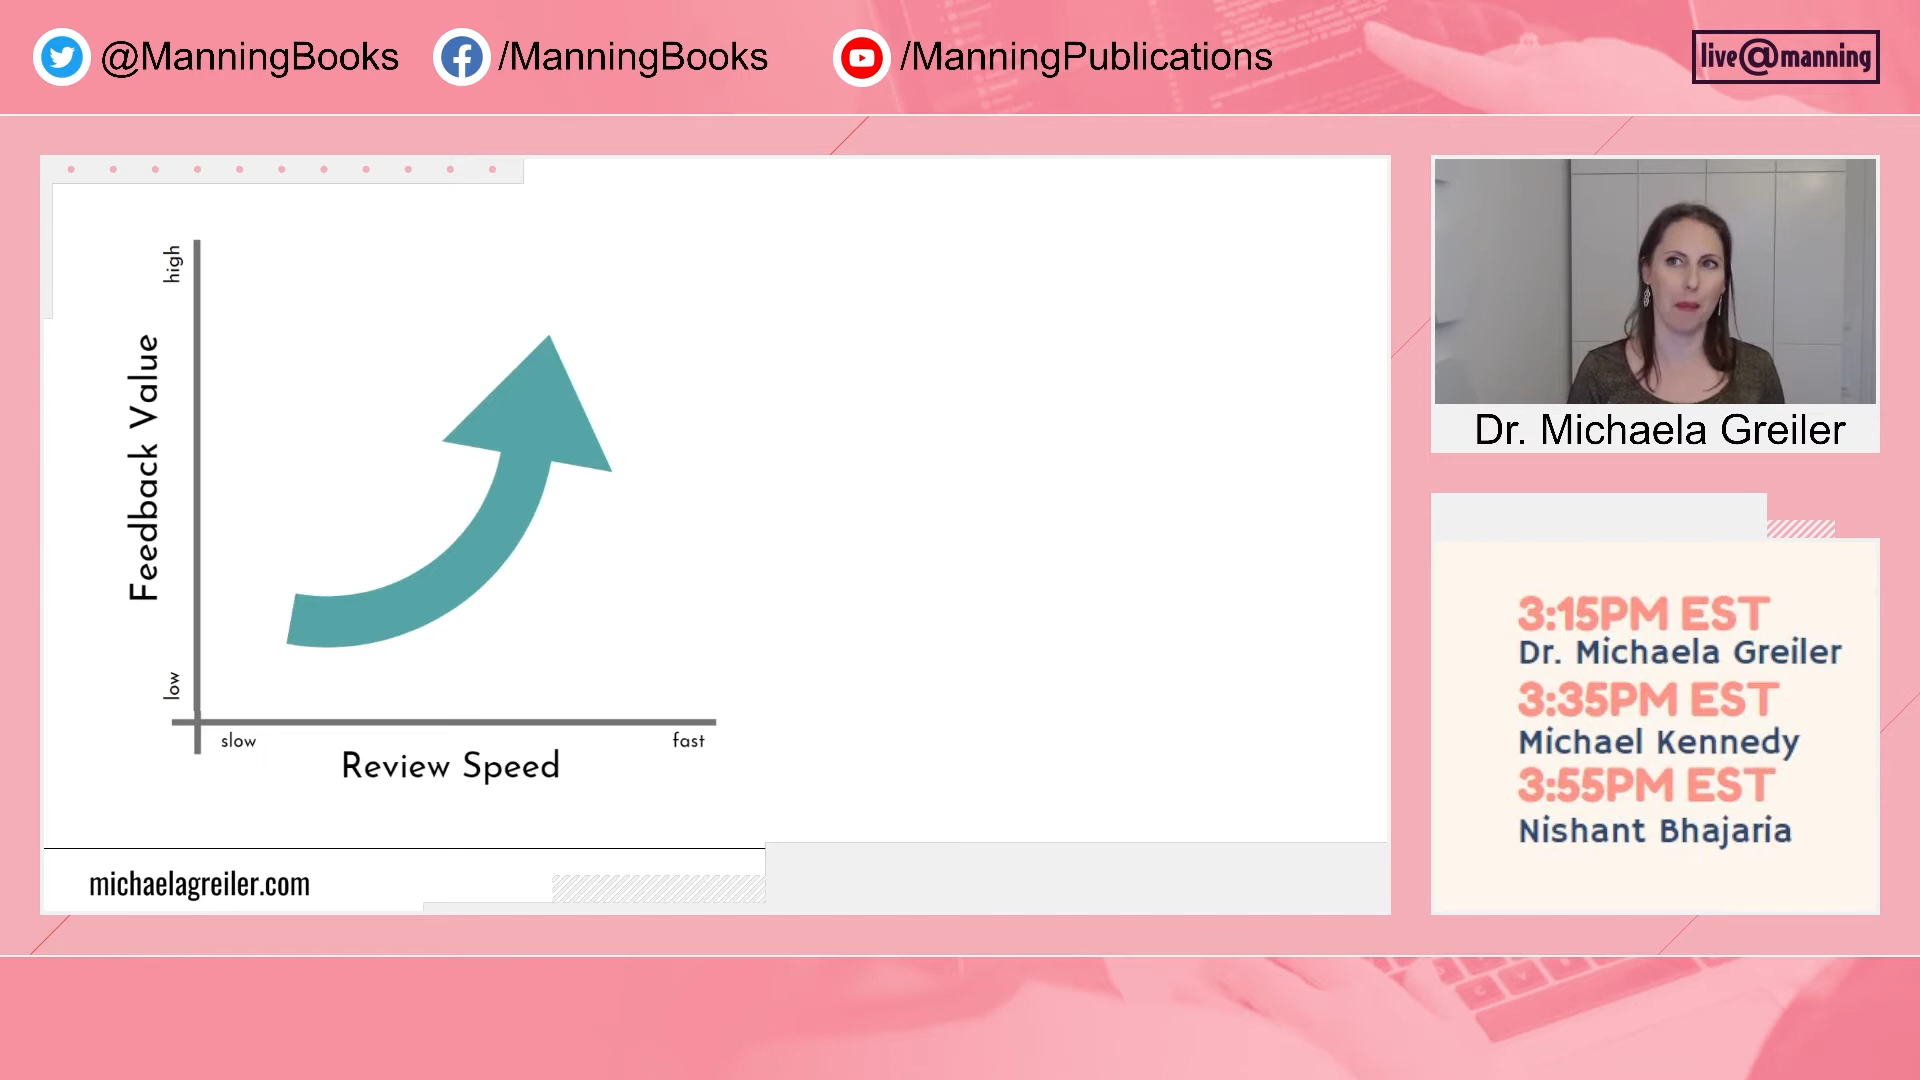 @ManningBooks
/ManningBooks
/ManningPublications
live@manning
high
Feedback Value
low
slow
fast
Review Speed
michaelagreiler.com
Dr. Michaela Greiler
3:15PM EST
Dr. Michaela Greiler
3:35PM EST
Michael Kennedy
3:55PM EST
Nishant Bhajaria